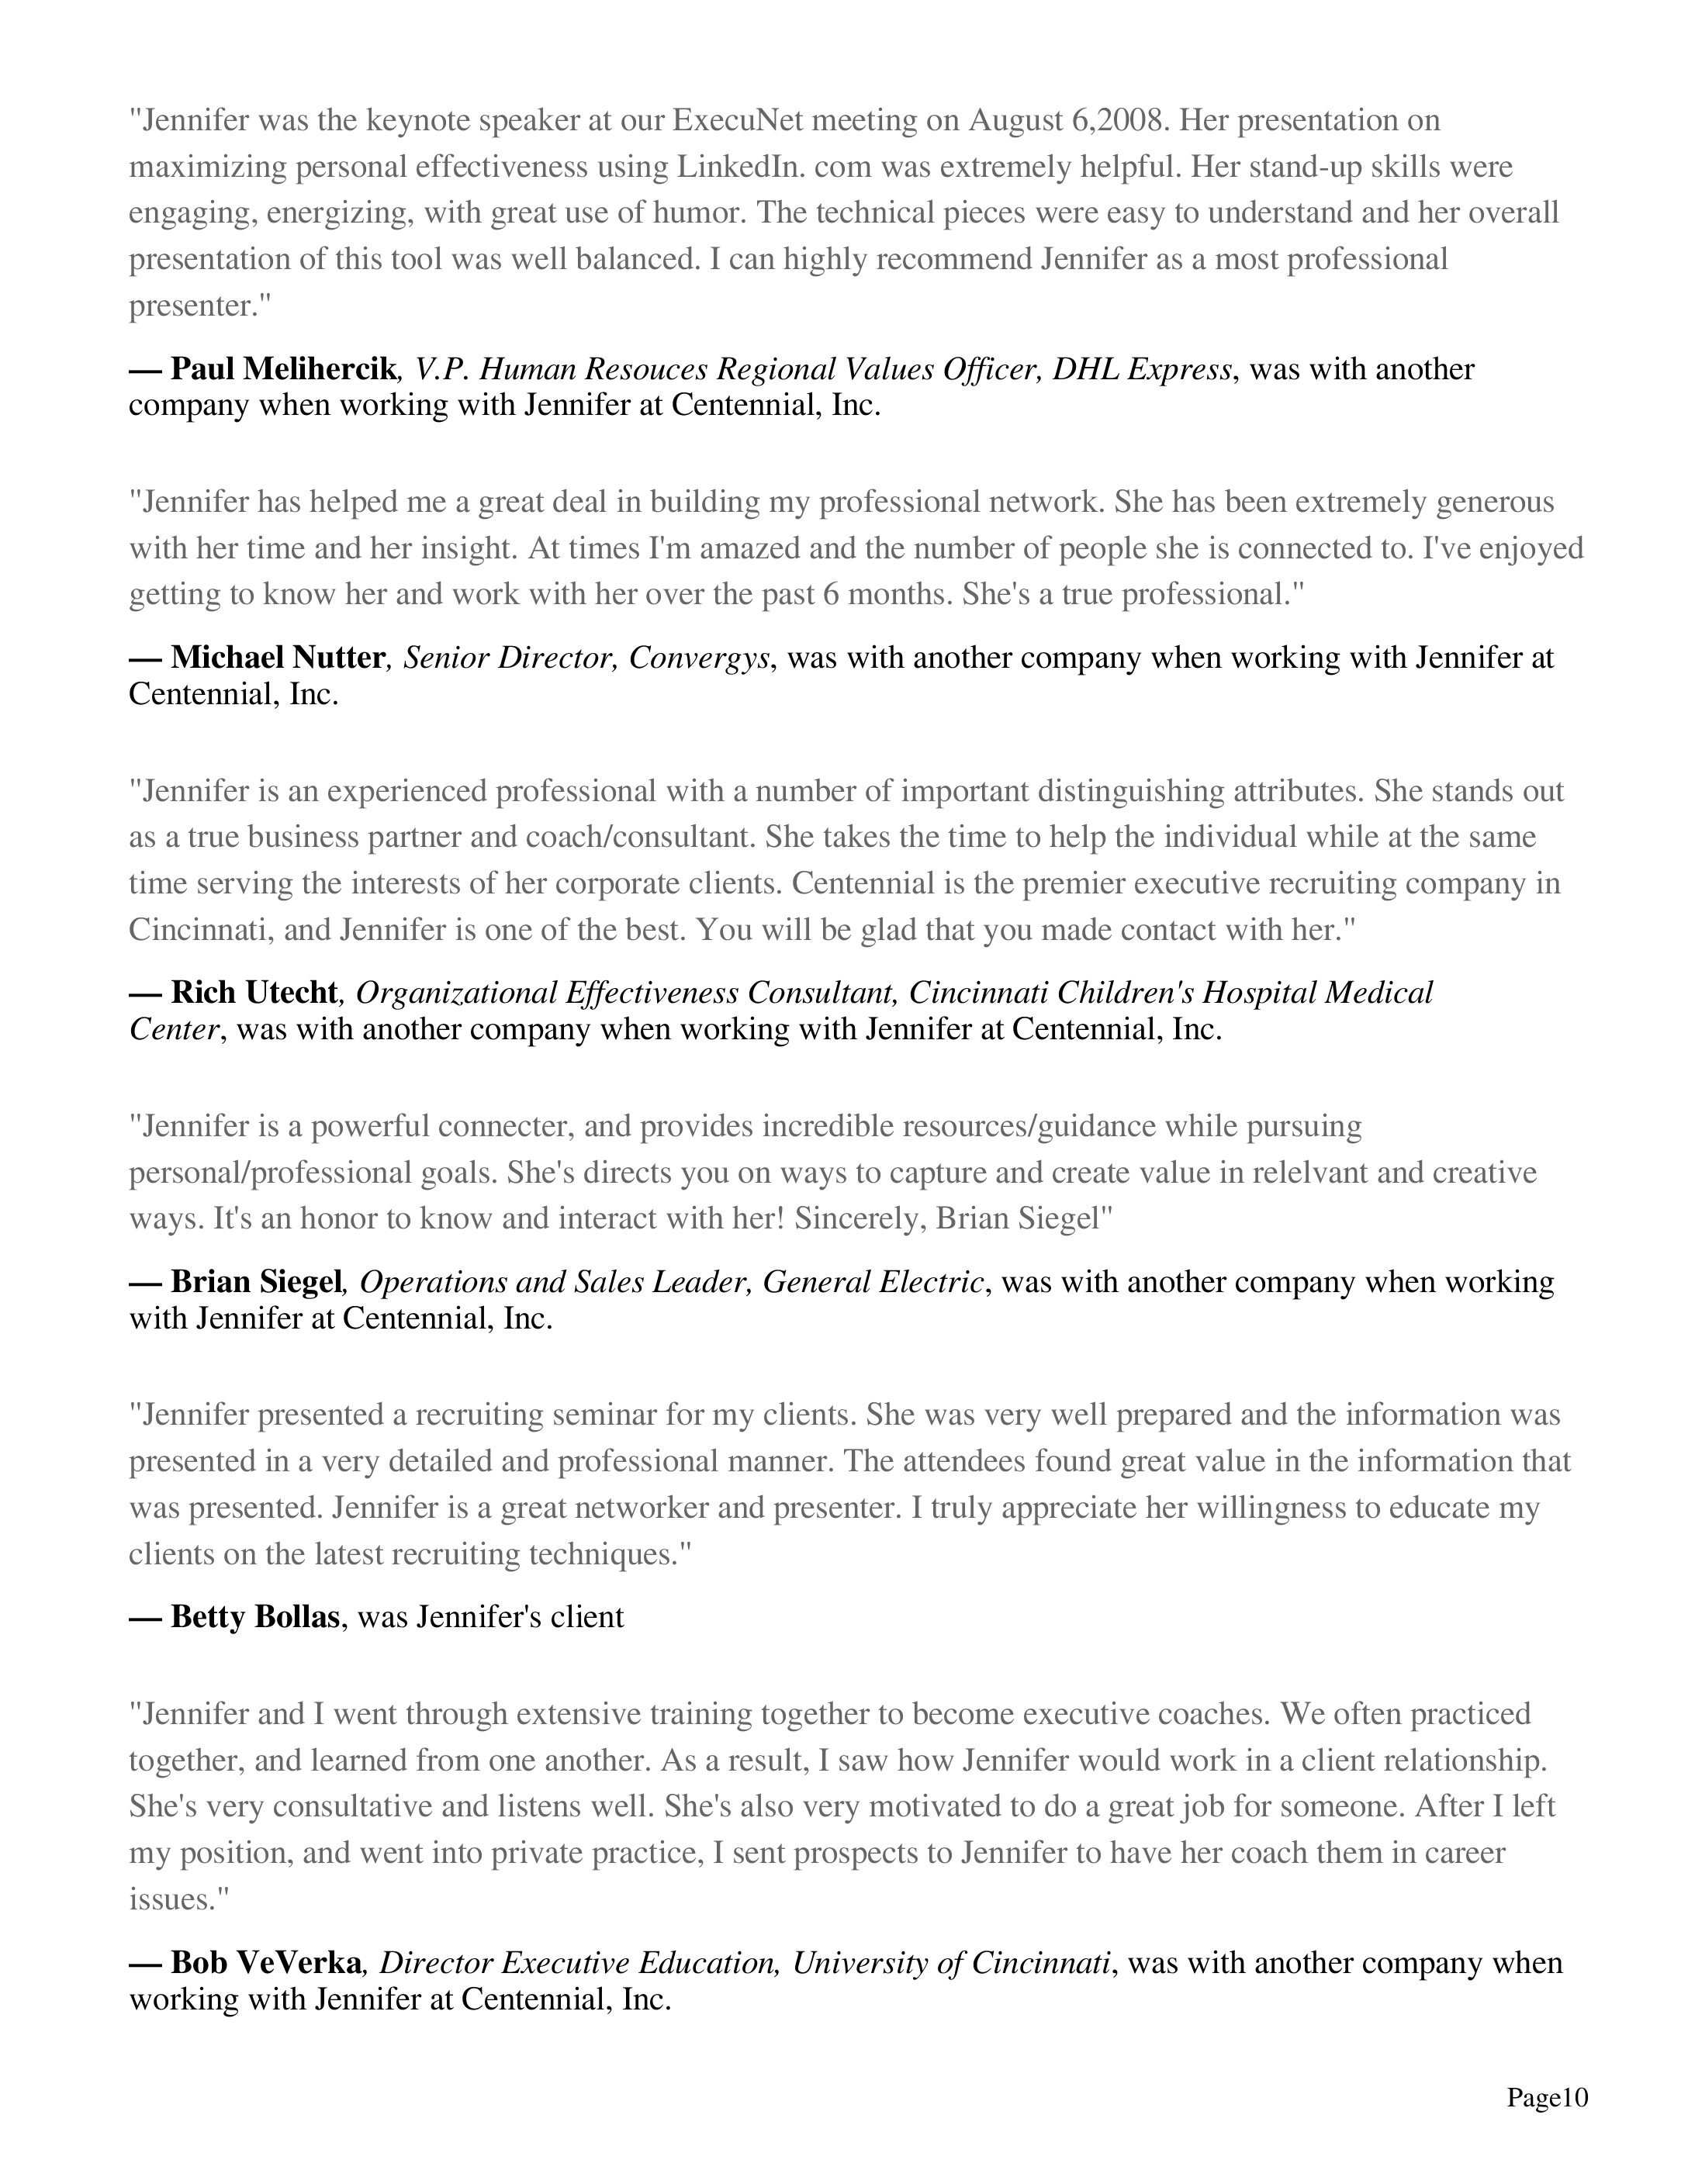 "Jennifer was the keynote speaker at our ExecuNet meeting on August 6,2008. Her presentation on
maximizing personal effectiveness using LinkedIn. com was extremely helpful. Her stand-up skills were
engaging, energizing, with great use of humor. The technical pieces were easy to understand and her overall
presentation of this tool was well balanced. I can highly recommend Jennifer as a most professional
presenter."
— Paul Melihercik, V.P. Human Resouces Regional Values Officer, DHL Express, was with another
company when working with Jennifer at Centennial, Inc.
"Jennifer has helped me a great deal in building my professional network. She has been extremely generous
with her time and her insight. At times I'm amazed and the number of people she is connected to. I've enjoyed
getting to know her and work with her over the past 6 months. She's a true professional."
— Michael Nutter, Senior Director, Convergys, was with another company when working with Jennifer at
Centennial, Inc.
"Jennifer is an experienced professional with a number of important distinguishing attributes. She stands out
as a true business partner and coach/consultant. She takes the time to help the individual while at the same
time serving the interests of her corporate clients. Centennial is the premier executive recruiting company in
Cincinnati, and Jennifer is one of the best. You will be glad that you made contact with her."
— Rich Utecht, Organizational Effectiveness Consultant, Cincinnati Children's Hospital Medical
Center, was with another company when working with Jennifer at Centennial, Inc.
"Jennifer is a powerful connecter, and provides incredible resources/guidance while pursuing
personal/professional goals. She's directs you on ways to capture and create value in relelvant and creative
ways. It's an honor to know and interact with her! Sincerely, Brian Siegel"
— Brian Siegel, Operations and Sales Leader, General Electric, was with another company when working
with Jennifer at Centennial, Inc.
"Jennifer presented a recruiting seminar for my clients. She was very well prepared and the information was
presented in a very detailed and professional manner. The attendees found great value in the information that
was presented. Jennifer is a great networker and presenter. I truly appreciate her willingness to educate my
clients on the latest recruiting techniques."
— Betty Bollas, was Jennifer's client
"Jennifer and I went through extensive training together to become executive coaches. We often practiced
together, and learned from one another. As a result, I saw how Jennifer would work in a client relationship.
She's very consultative and listens well. She's also very motivated to do a great job for someone. After I left
my position, and went into private practice, I sent prospects to Jennifer to have her coach them in career
issues."
— Bob VeVerka, Director Executive Education, University of Cincinnati, was with another company when
working with Jennifer at Centennial, Inc.
Page10